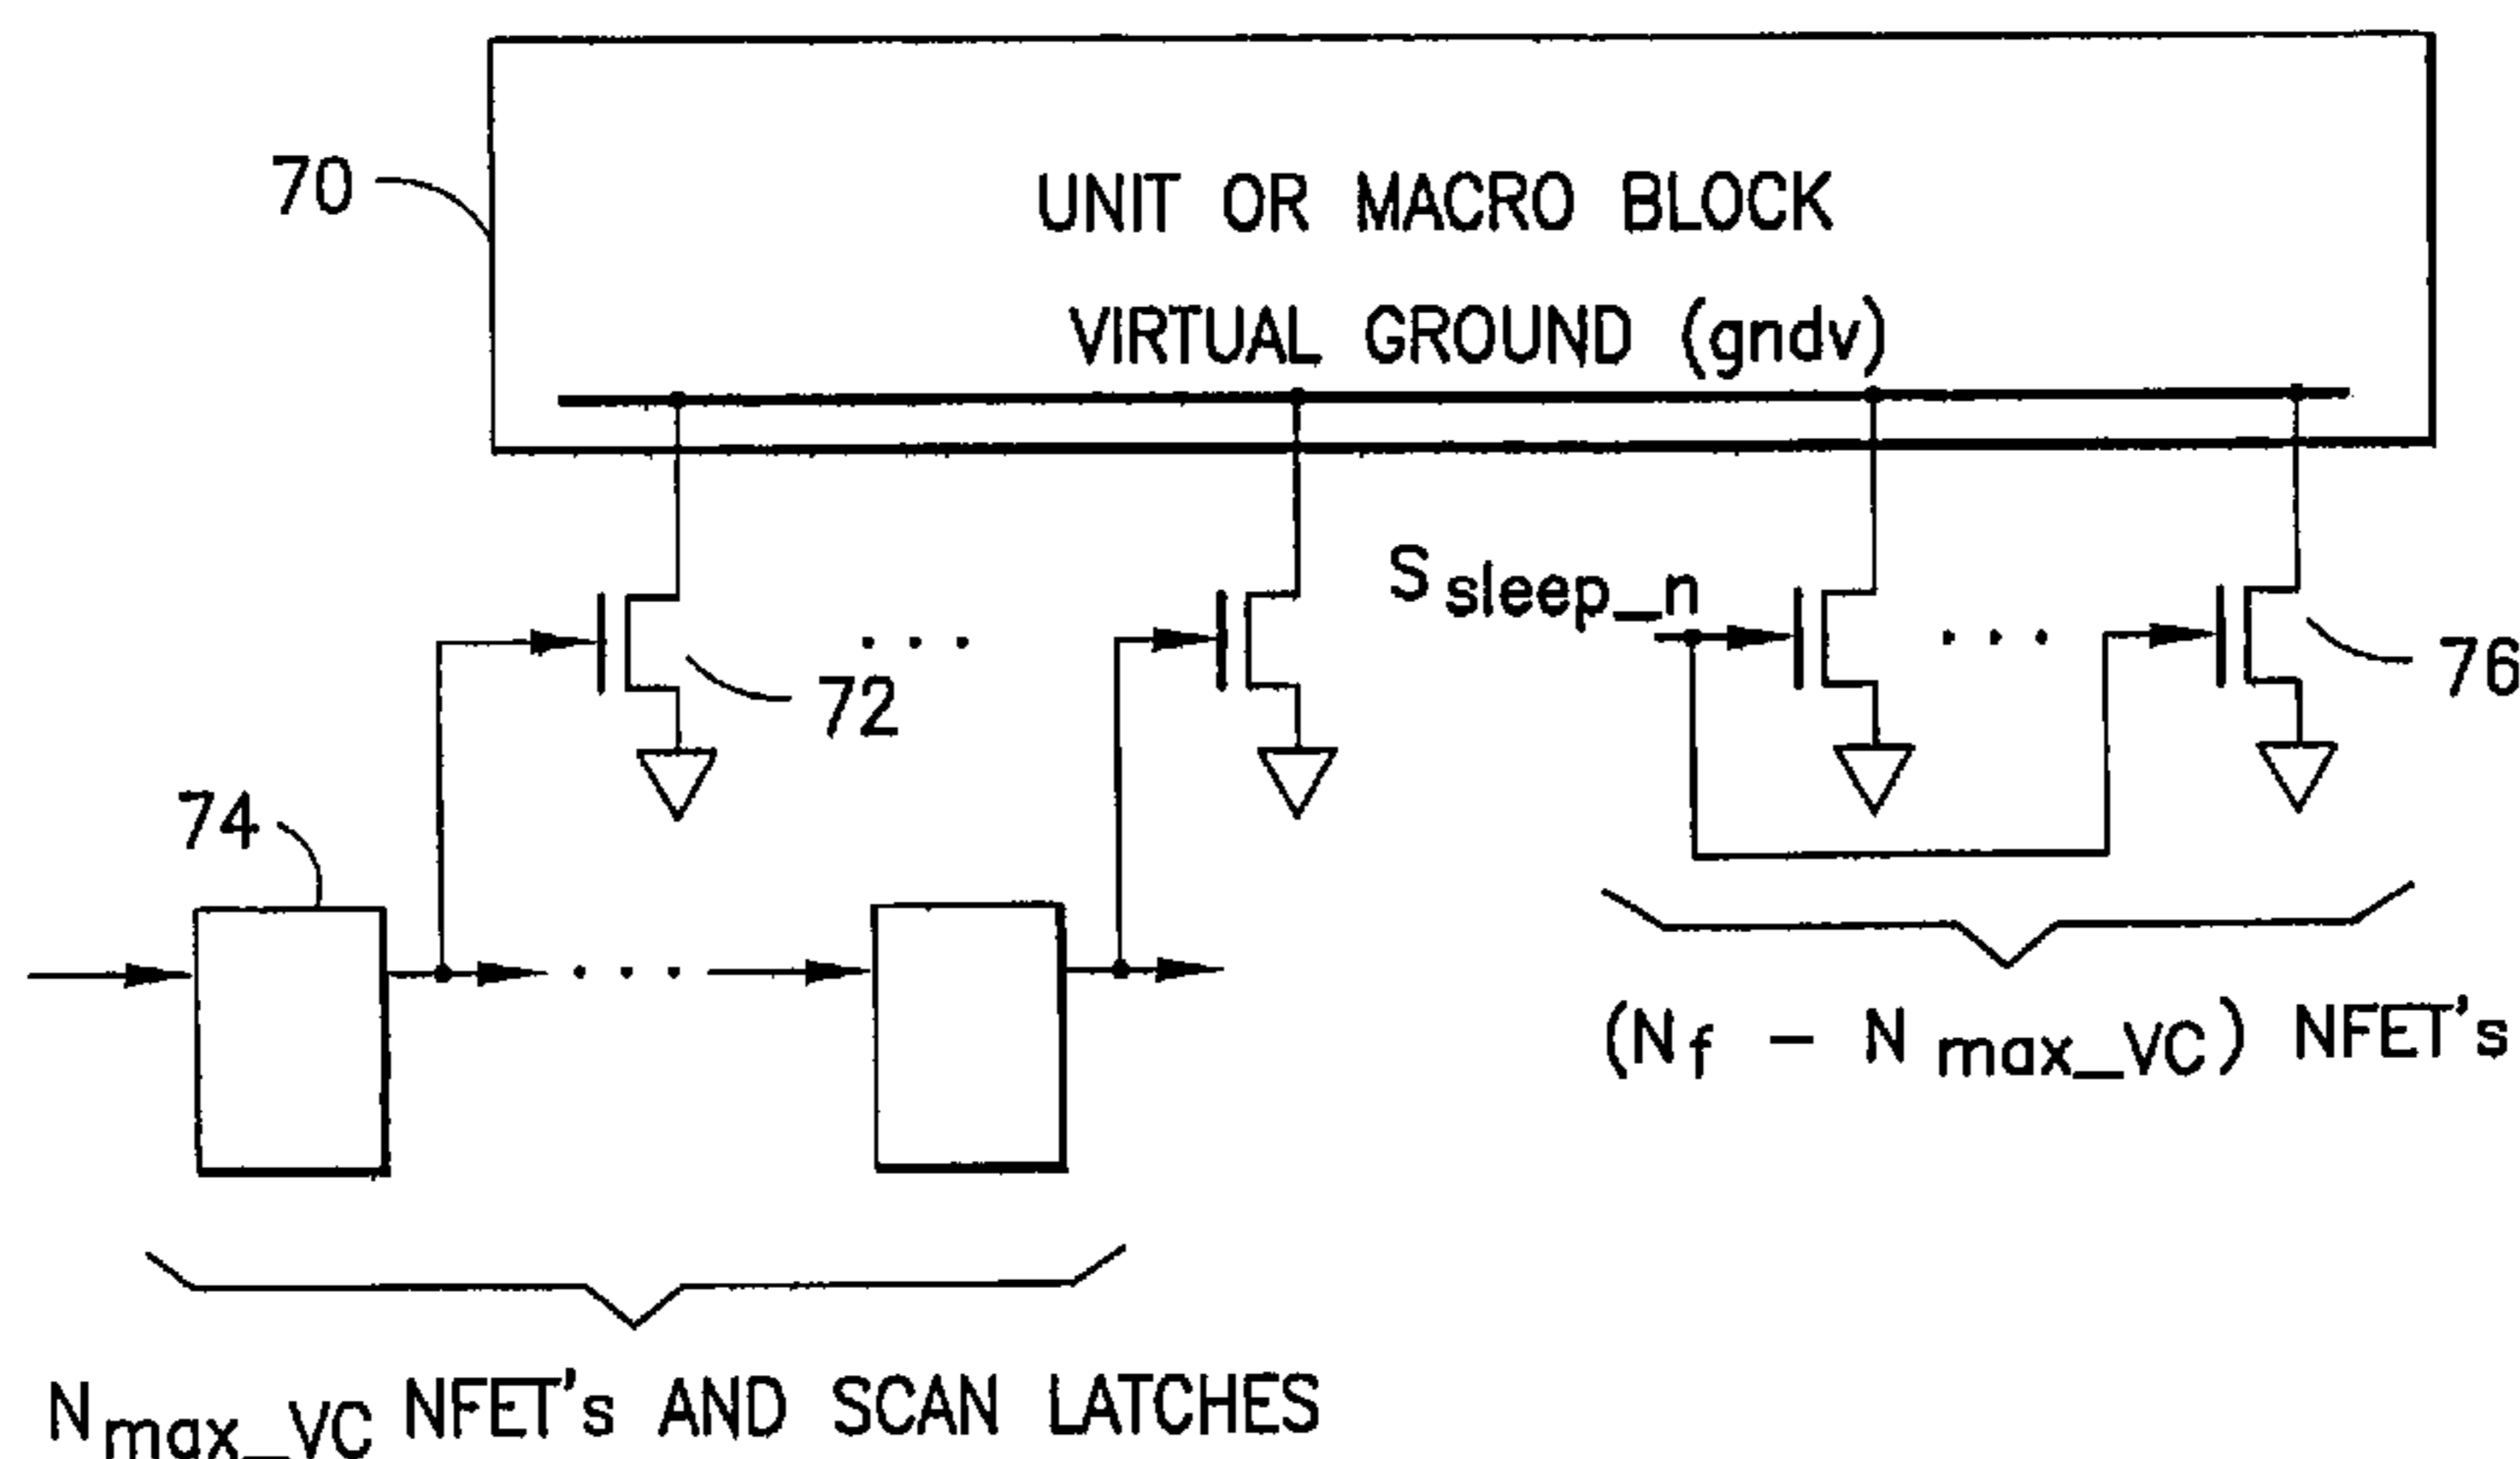 UNIT OR MACRO BLOCK
70
VIRTUAL GROUND (gndv)
S sleep_n
72
76
74
(N f – N max_VC) NFET's
N max_VC NFET's AND SCAN LATCHES